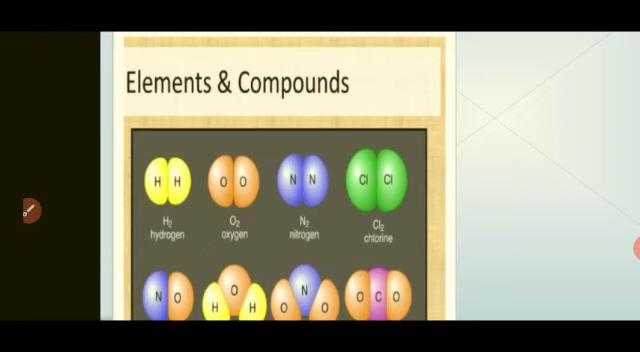 Elements & Compounds
H H O O N N Cl Cl
H₂ O₂ N₂ Cl₂
hydrogen oxygen nitrogen chlorine
N O H O H O N O O C O